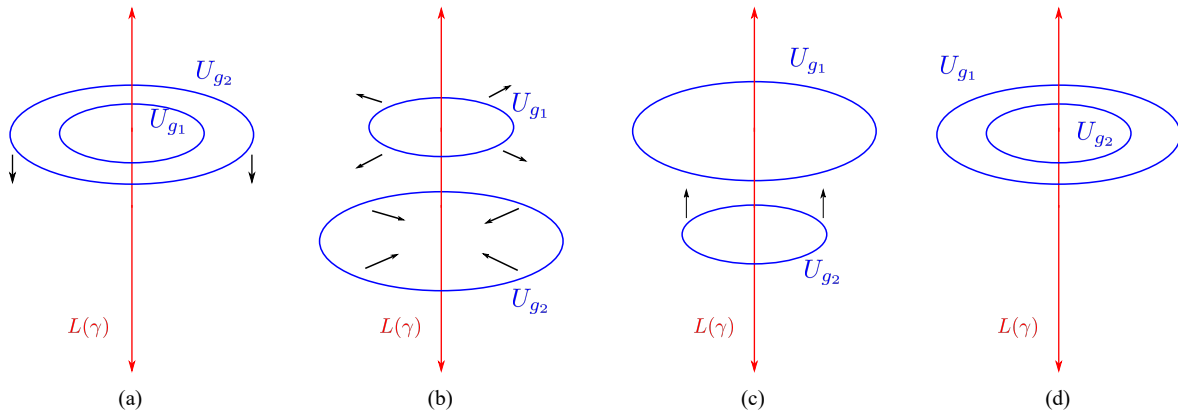 U_{g_2}
U_{g_1}
L(γ)
(a)
U_{g_1}
U_{g_2}
(b)
U_{g_1}
U_{g_2}
L(γ)
(c)
U_{g_1}
U_{g_2}
L(γ)
(d)